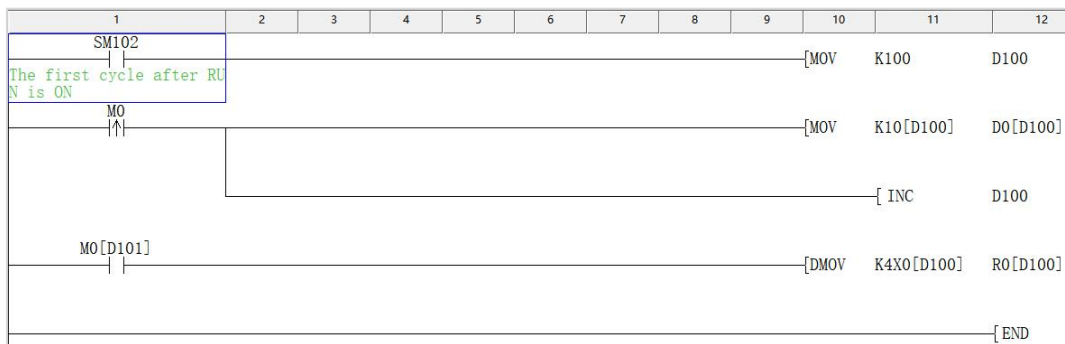 1 2 3 4 5 6 7 8 9 10 11 12
SM102
[MOV K100 D100
The first cycle after RU
N is ON
M0
[MOV K10[D100] D0[D100]
[ INC D100
M0[D101]
[DMOV K4X0[D100] R0[D100]
[ END